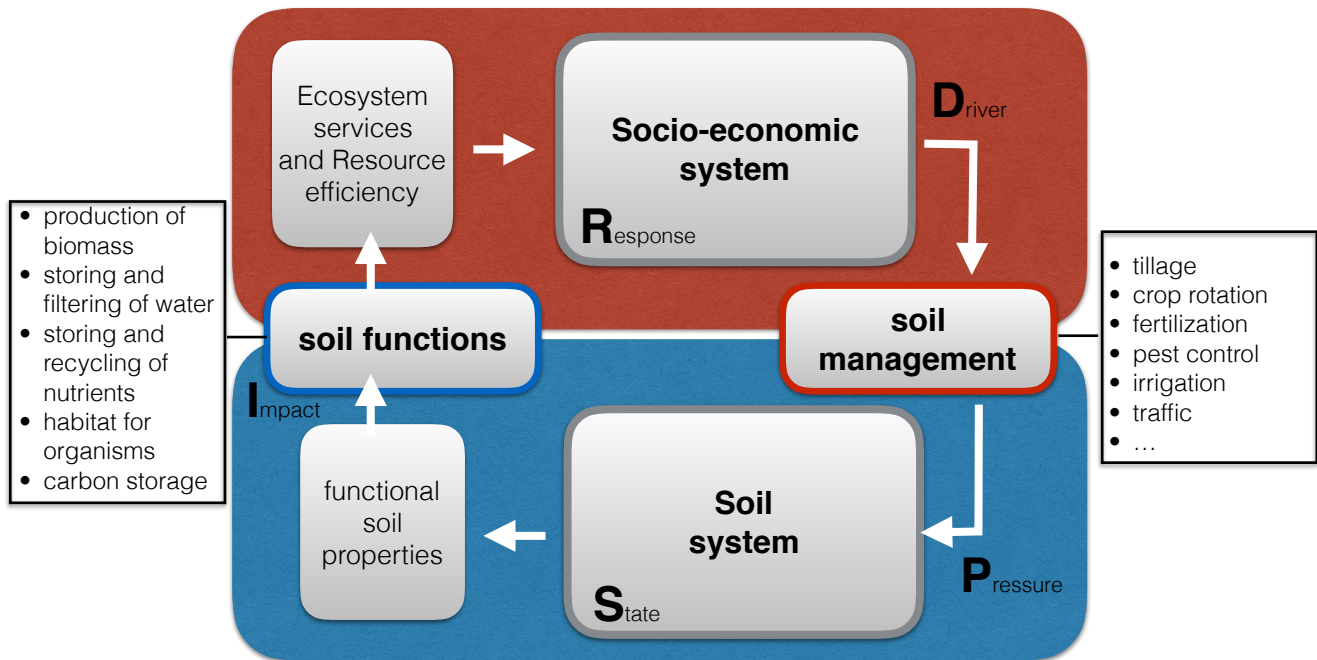 Ecosystem
services
and Resource
efficiency
Socio-economic
system
Response
Driver
• production of
biomass
• storing and
filtering of water
• storing and
recycling of
nutrients
• habitat for
organisms
• carbon storage
soil functions
Impact
soil
management
• tillage
• crop rotation
• fertilization
• pest control
• irrigation
• traffic
• …
functional
soil
properties
Soil
system
State
Pressure